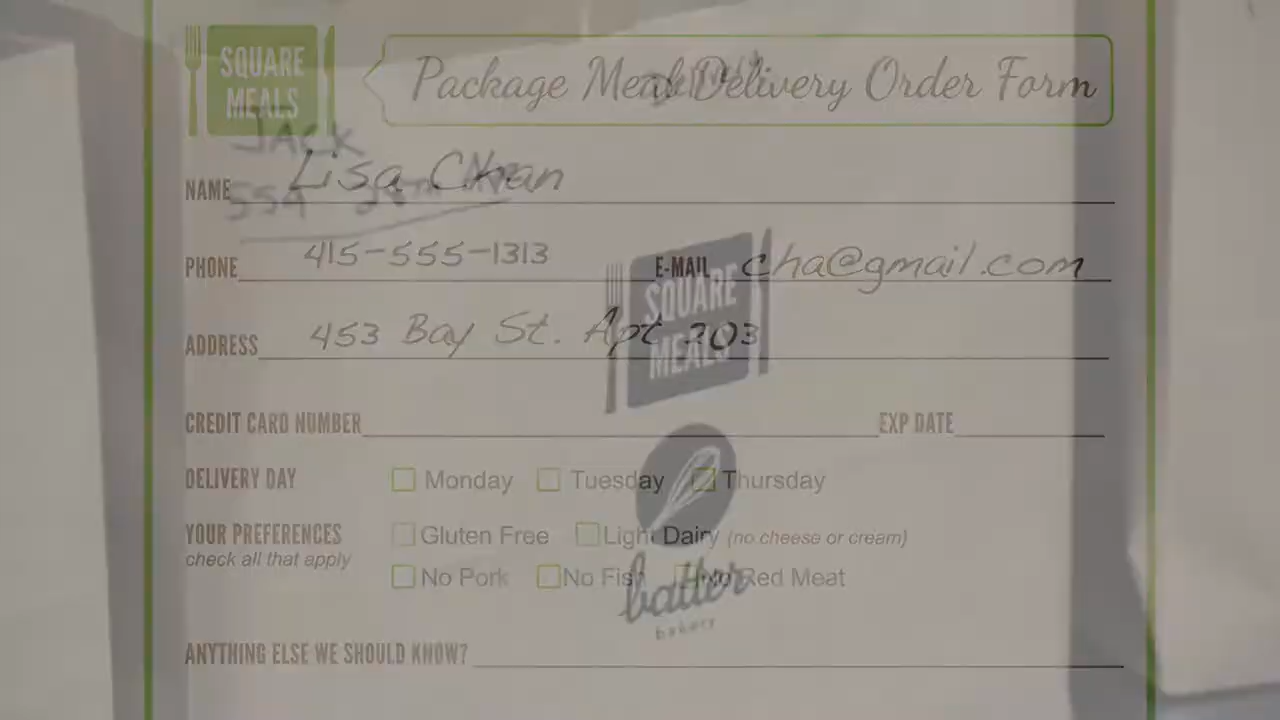 SQUARE
MEALS
Package Meal Delivery Order Form
JACK
NAME Lisa Chan
554
PHONE 415-555-1313 E-MAIL cha@gmail.com
SQUARE
MEALS
ADDRESS 453 Bay St. Apt 203
CREDIT CARD NUMBER EXP DATE
DELIVERY DAY Monday Tuesday Thursday
YOUR PREFERENCES Gluten Free Light Dairy (no cheese or cream)
check all that apply
No Pork No Fish No Red Meat
batter
bakery
ANYTHING ELSE WE SHOULD KNOW?